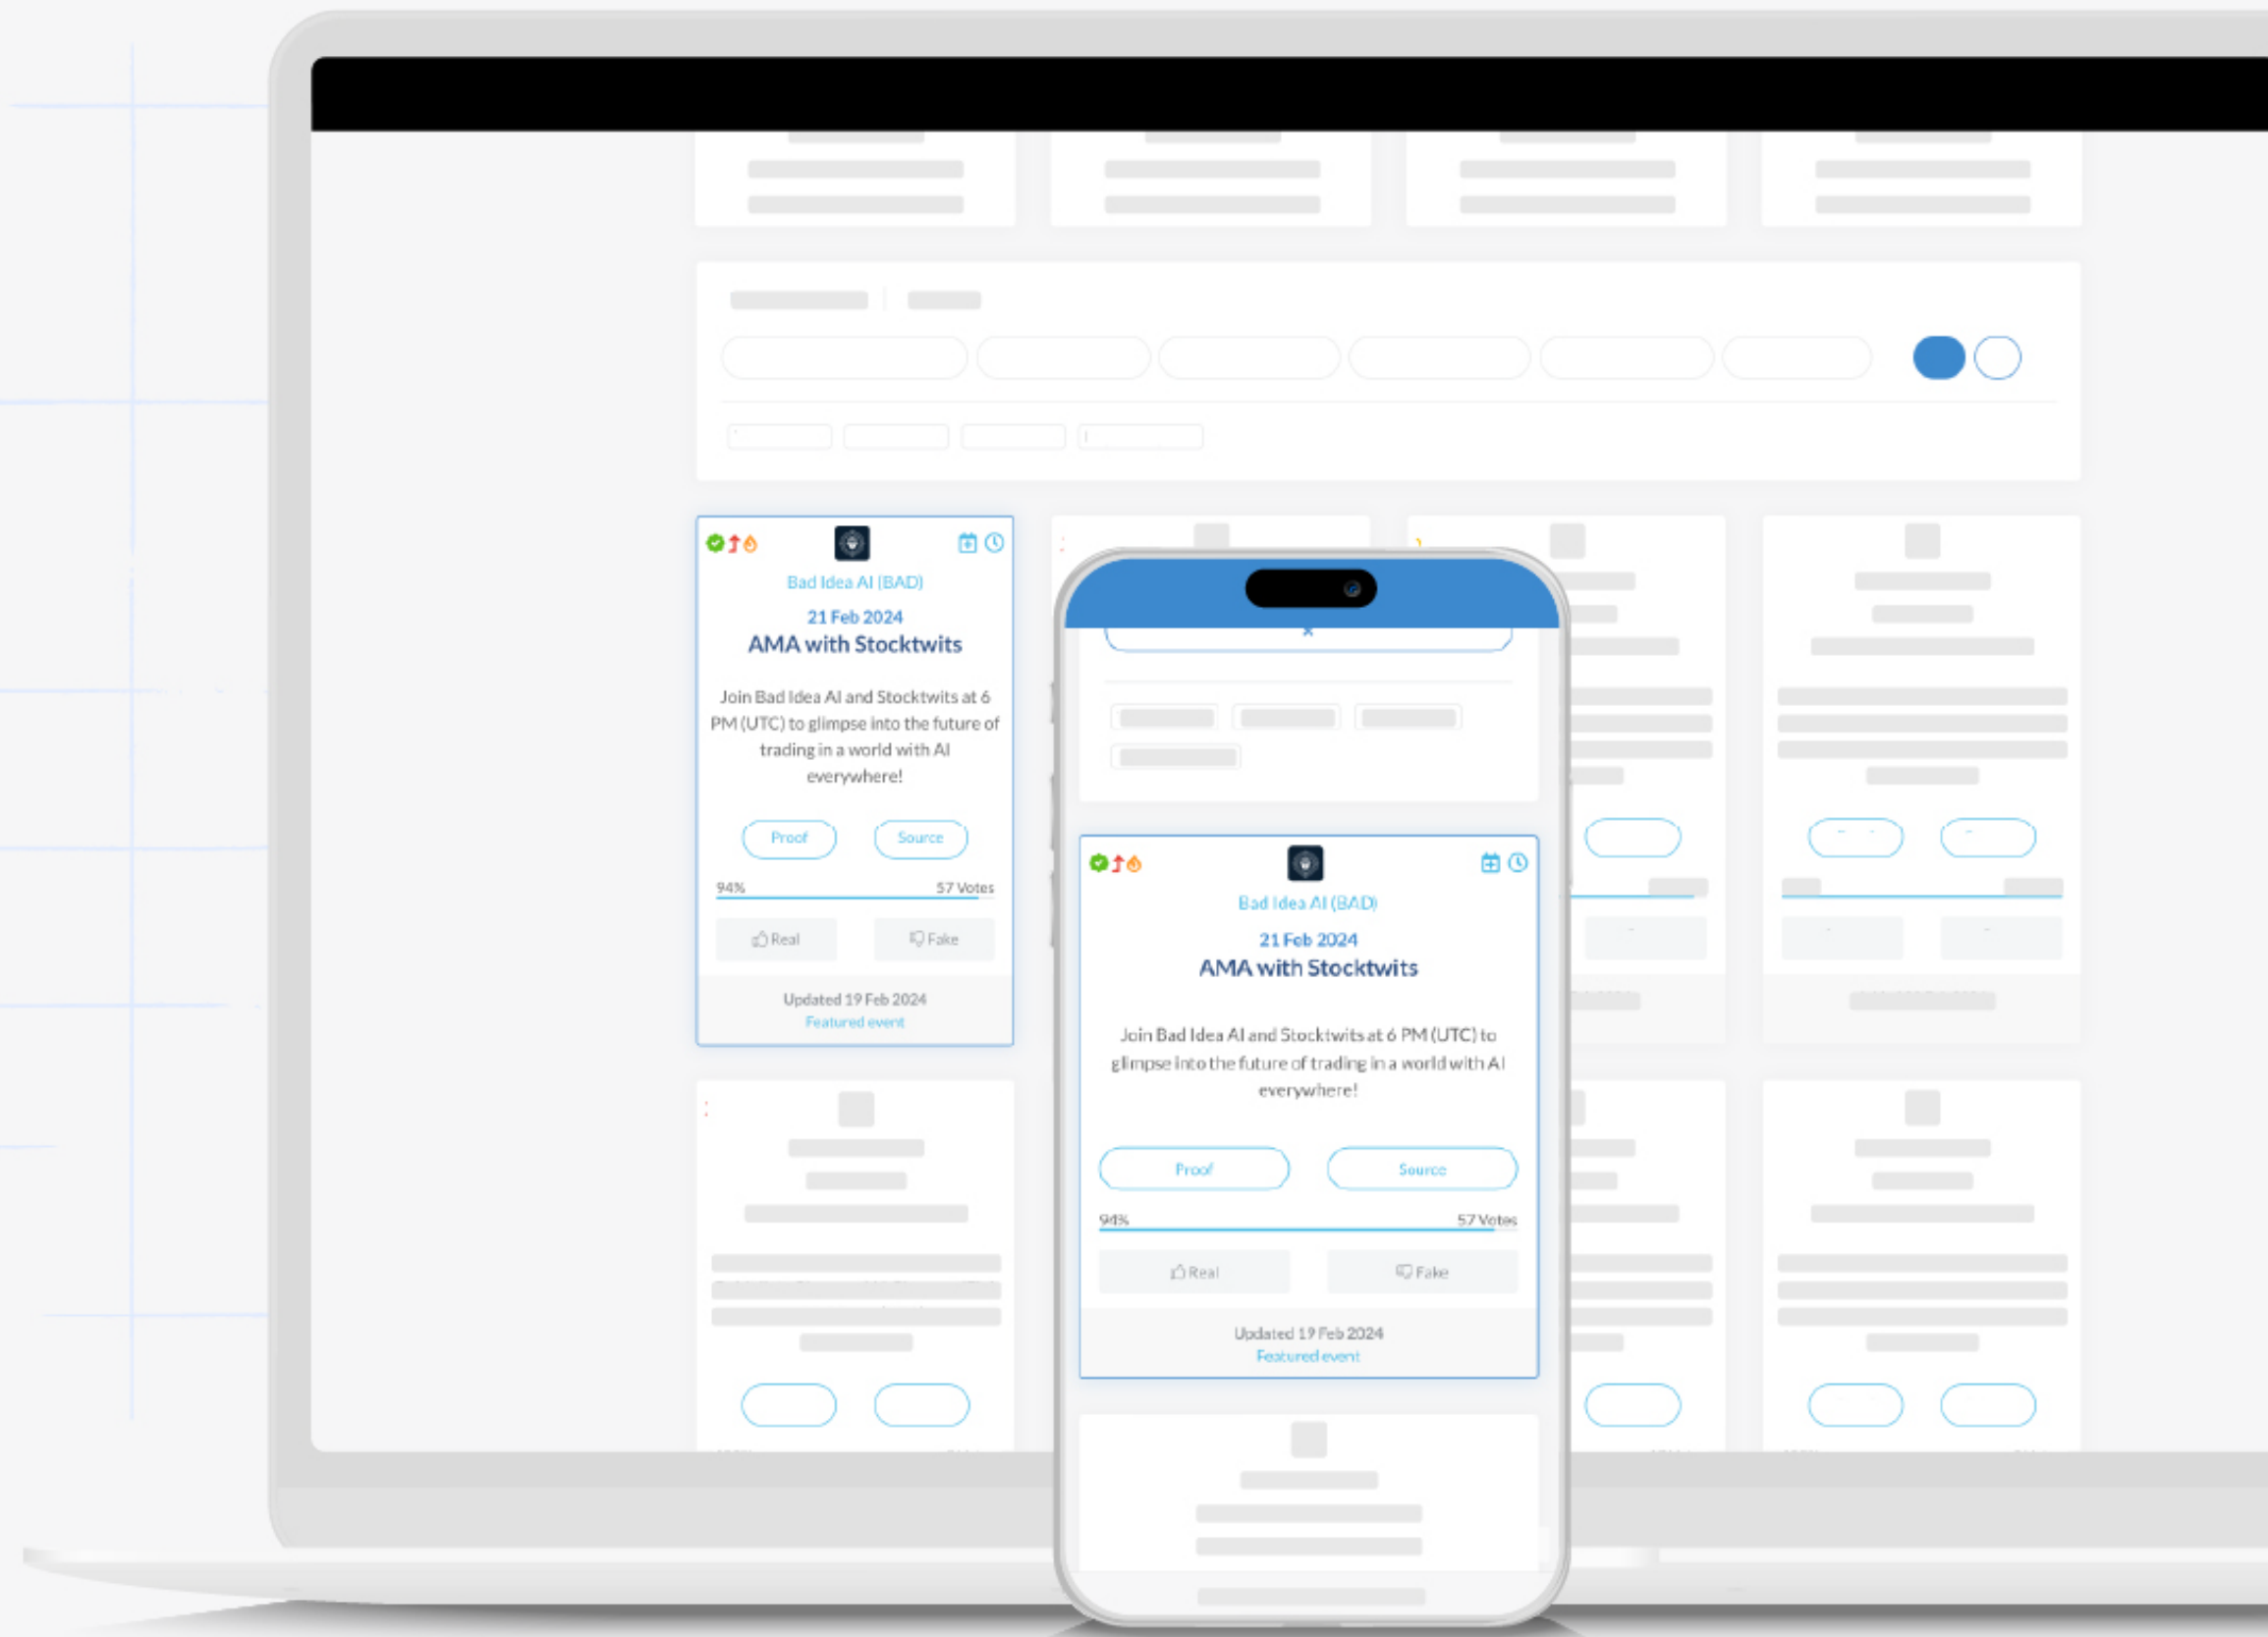 Bad Idea AI (BAD)
21 Feb 2024
AMA with Stocktwits
Join Bad Idea AI and Stocktwits at 6
PM (UTC) to glimpse into the future of
trading in a world with AI
everywhere!
Proof Source
94% 57 Votes
Real Fake
Updated 19 Feb 2024
Featured event
Bad Idea AI (BAD)
21 Feb 2024
AMA with Stocktwits
Join Bad Idea AI and Stocktwits at 6 PM (UTC) to
glimpse into the future of trading in a world with AI
everywhere!
Proof Source
94% 57 Votes
Real Fake
Updated 19 Feb 2024
Featured event